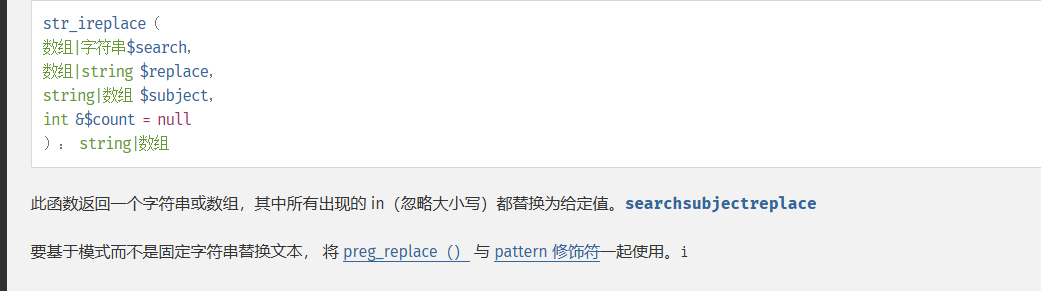 str_ireplace（
数组|字符串$search,
数组|string $replace,
string|数组 $subject,
int &$count = null
）： string|数组
此函数返回一个字符串或数组，其中所有出现的 in（忽略大小写）都替换为给定值。searchsubjectreplace
要基于模式而不是固定字符串替换文本， 将 preg_replace（） 与 pattern 修饰符一起使用。i